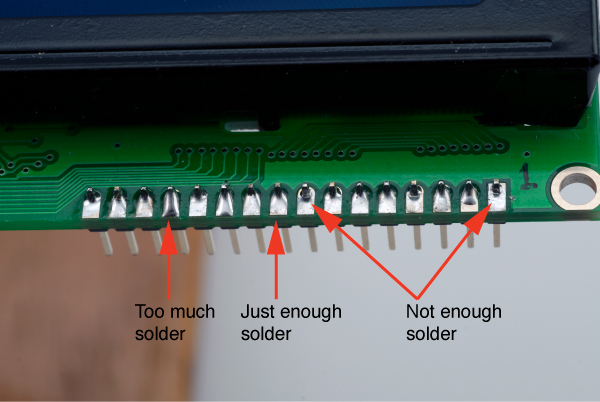 1
Too much
solder
Just enough
solder
Not enough
solder